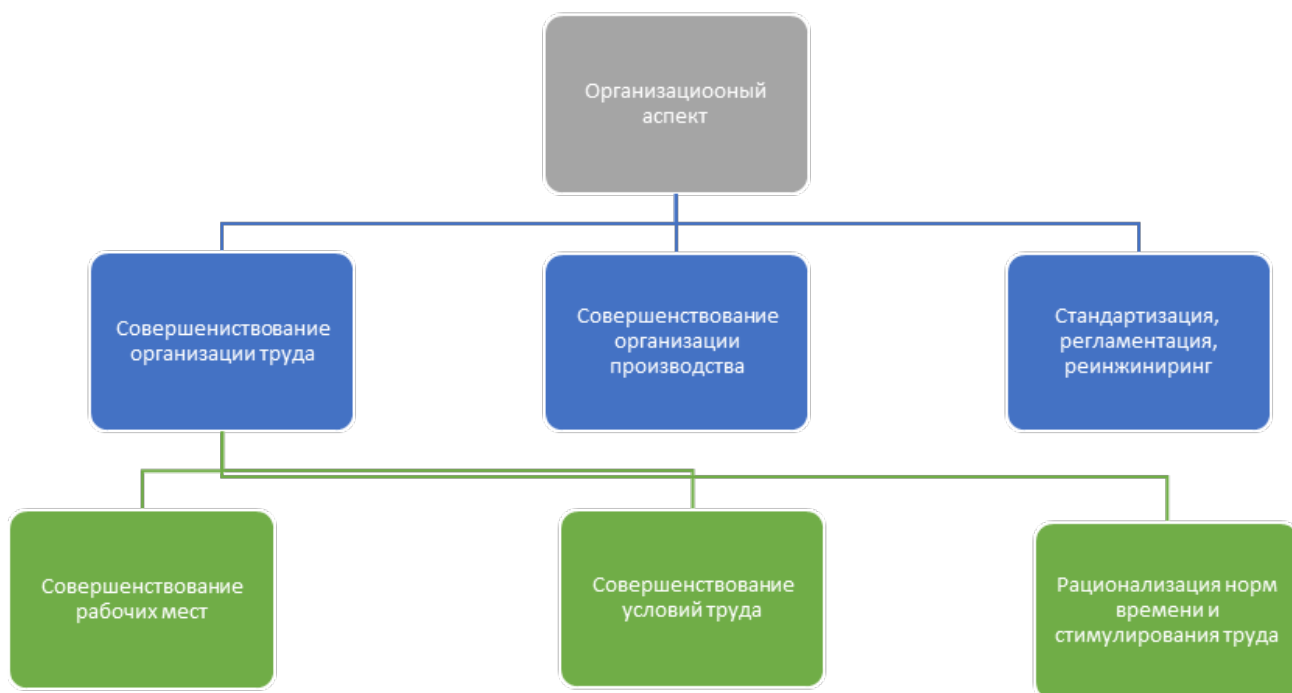 Организациооный
аспект
Совершениствование
организации труда
Совершенствование
организации
производства
Стандартизация,
регламентация,
реинжиниринг
Совершенствование
рабочих мест
Совершенствование
условий труда
Рационализация норм
времени и
стимулирования труда